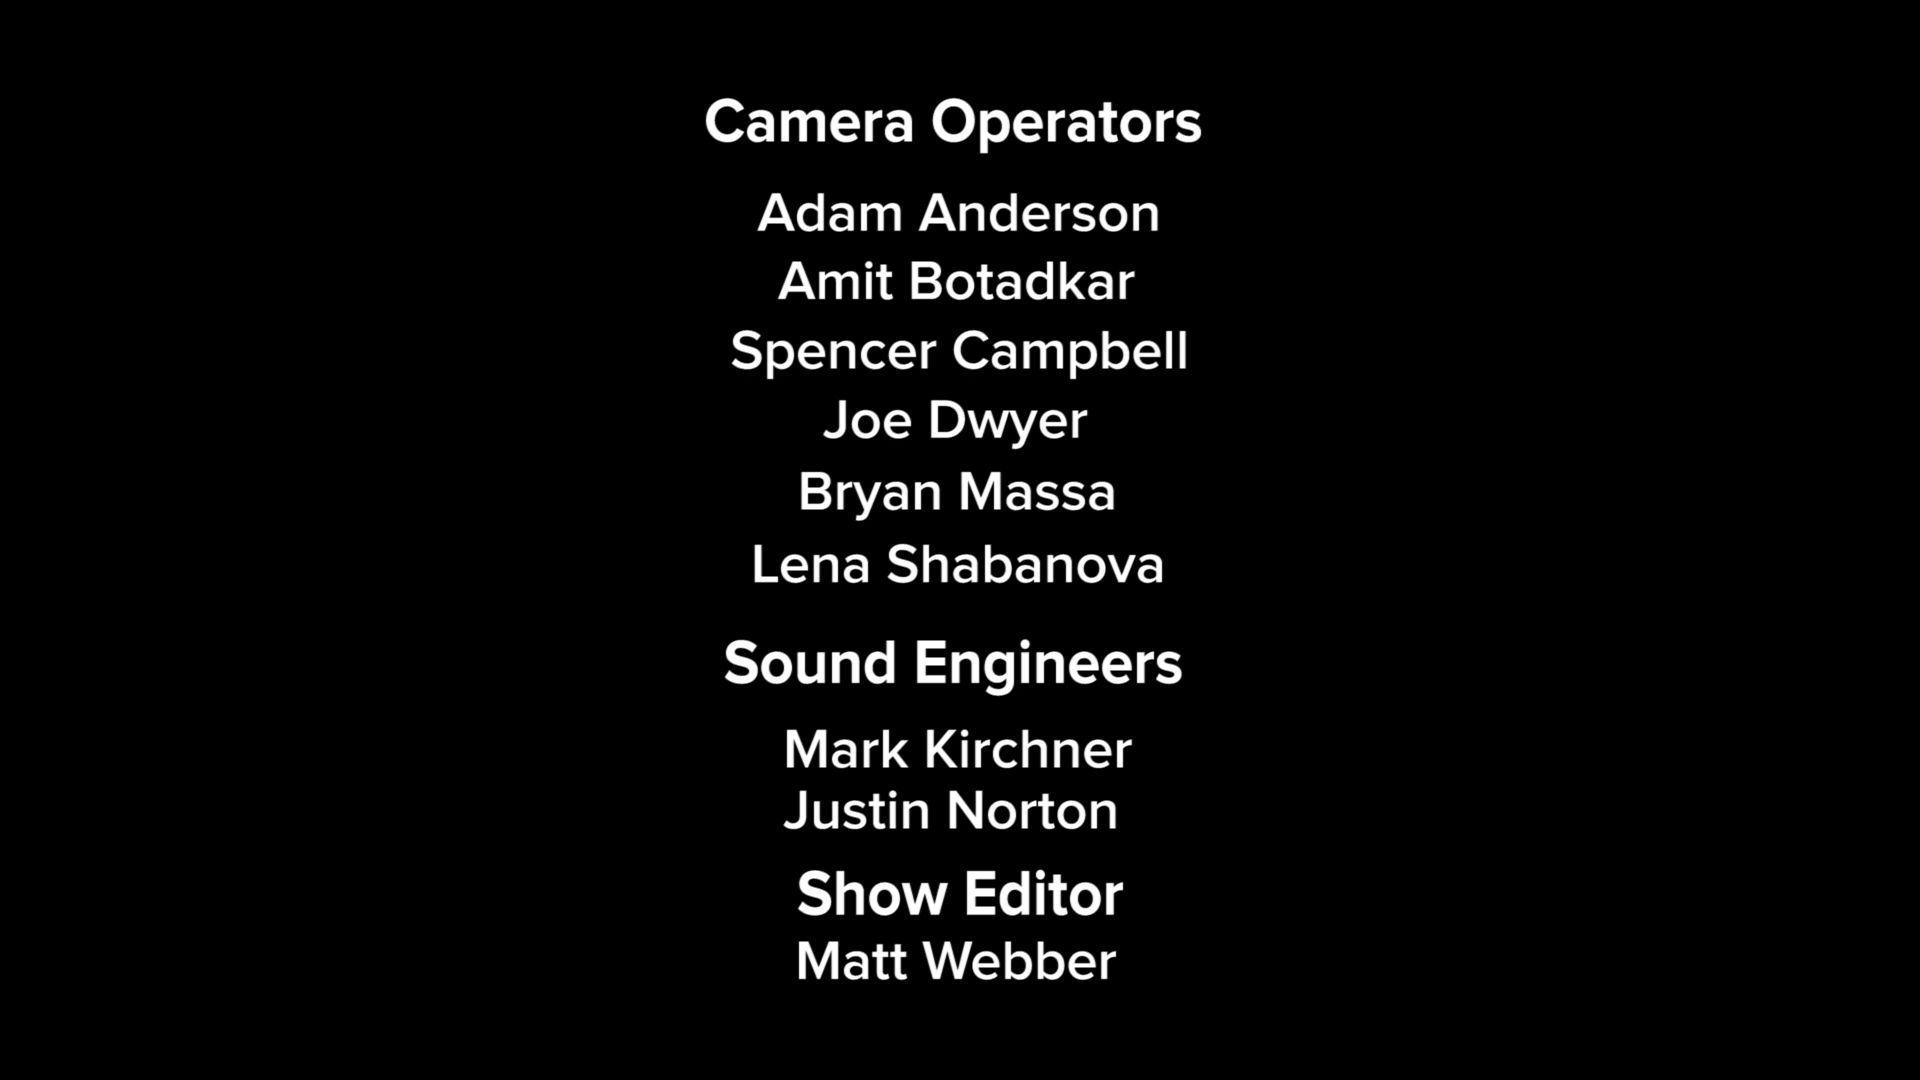 Camera Operators
Adam Anderson
Amit Botadkar
Spencer Campbell
Joe Dwyer
Bryan Massa
Lena Shabanova
Sound Engineers
Mark Kirchner
Justin Norton
Show Editor
Matt Webber